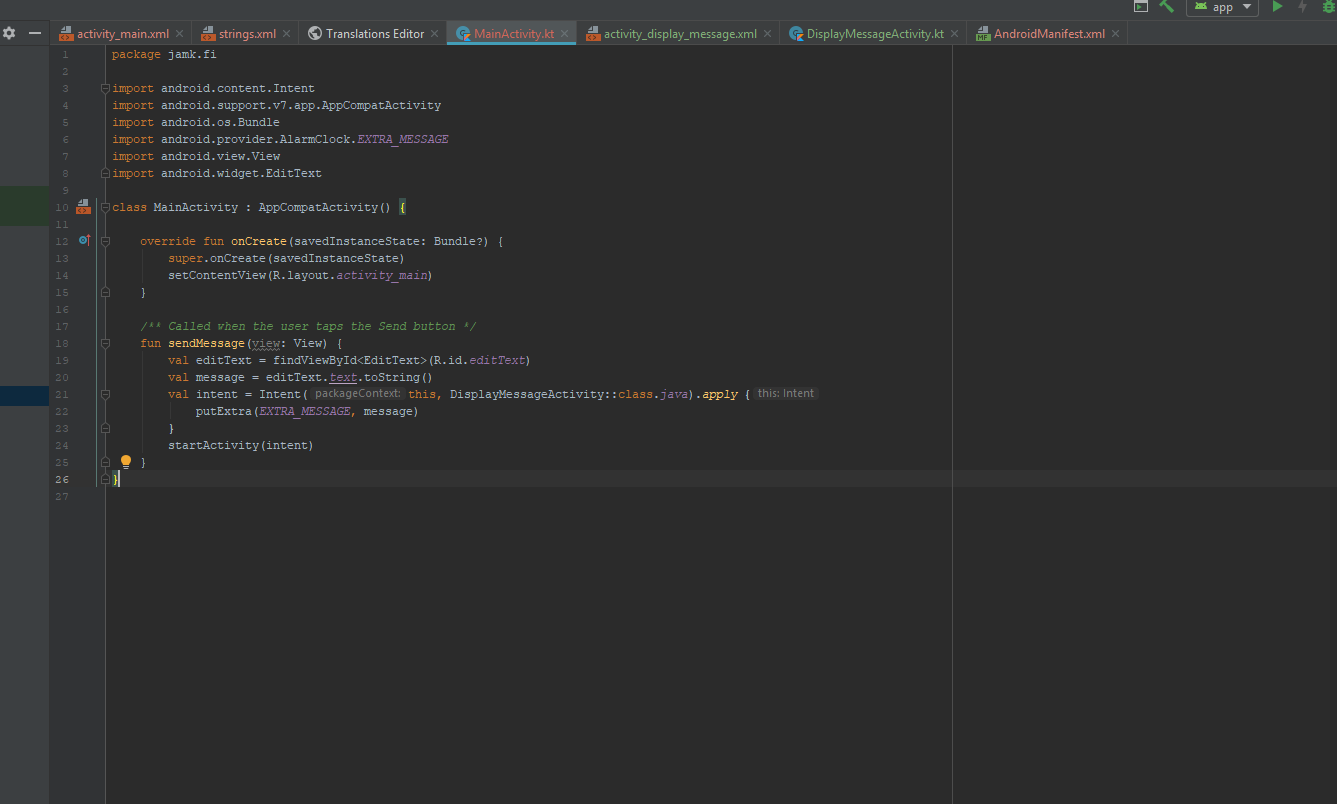 app
activity_main.xml strings.xml Translations Editor MainActivity.kt activity_display_message.xml DisplayMessageActivity.kt AndroidManifest.xml
1 package jamk.fi
2
3 import android.content.Intent
4 import android.support.v7.app.AppCompatActivity
5 import android.os.Bundle
6 import android.provider.AlarmClock.EXTRA_MESSAGE
7 import android.view.View
8 import android.widget.EditText
9
10 class MainActivity : AppCompatActivity() {
11
12 override fun onCreate(savedInstanceState: Bundle?) {
13 super.onCreate(savedInstanceState)
14 setContentView(R.layout.activity_main)
15 }
16
17 /** Called when the user taps the Send button */
18 fun sendMessage(view: View) {
19 val editText = findViewById<EditText>(R.id.editText)
20 val message = editText.text.toString()
21 val intent = Intent( packageContext: this, DisplayMessageActivity::class.java).apply { this: Intent
22 putExtra(EXTRA_MESSAGE, message)
23 }
24 startActivity(intent)
25 }
26 }
27